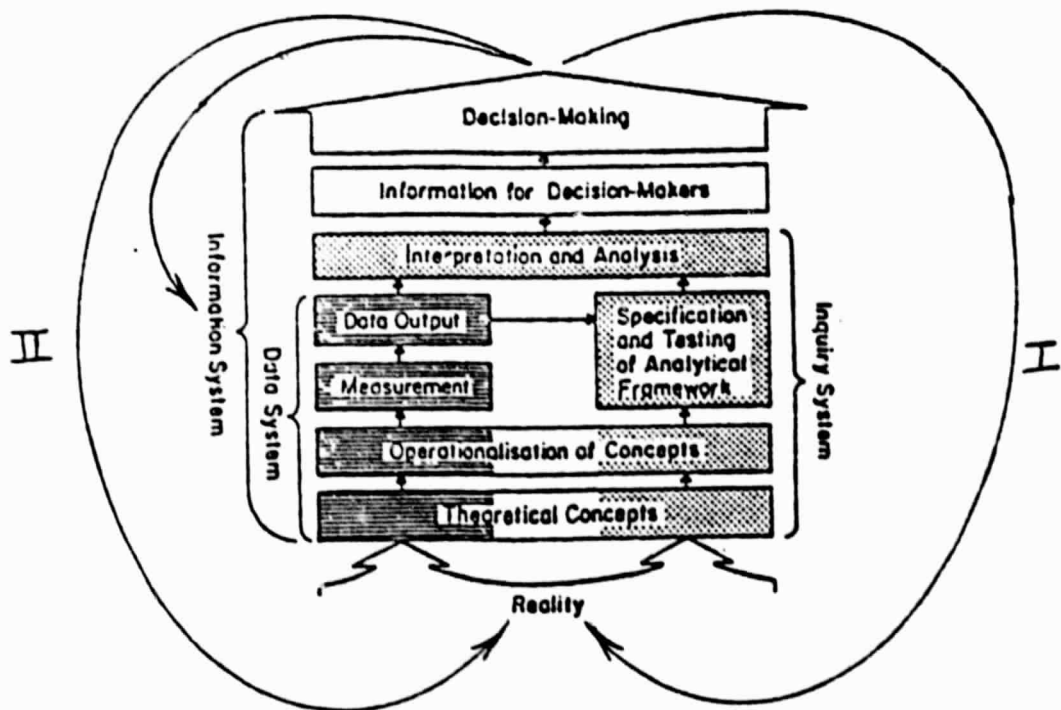 Decision-Making
Information for Decision-Makers
Interpretation and Analysis
Data Output
Specification
and Testing
of Analytical
Framework
Measurement
Operationalisation of Concepts
Theoretical Concepts
Reality
Information System
Data System
Inquiry System
II
I